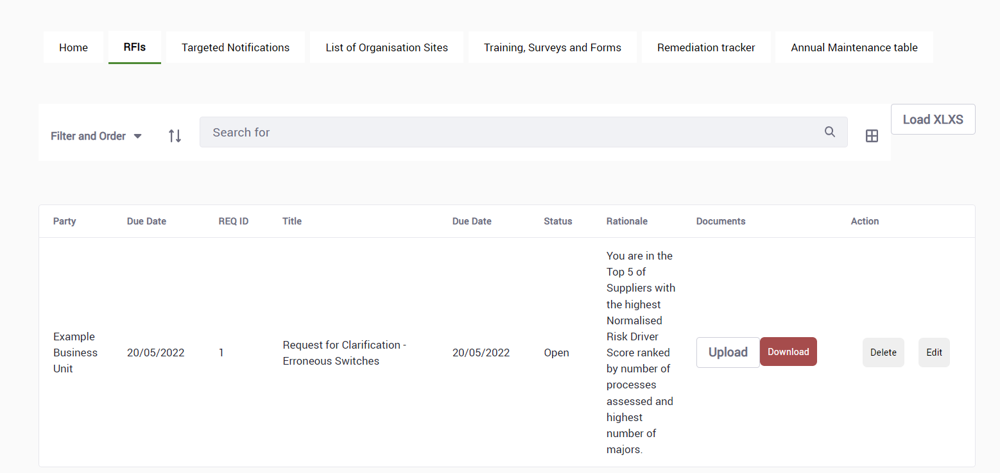 Home
RFIs
Targeted Notifications
List of Organisation Sites
Training, Surveys and Forms
Remediation tracker
Annual Maintenance table
Filter and Order
Search for
Load XLXS
Party
Due Date
REQ ID
Title
Due Date
Status
Rationale
Documents
Action
Example
Business
Unit
20/05/2022
1
Request for Clarification -
Erroneous Switches
20/05/2022
Open
You are in the
Top 5 of
Suppliers with
the highest
Normalised
Risk Driver
Score ranked
by number of
processes
assessed and
highest
number of
majors.
Upload
Download
Delete
Edit